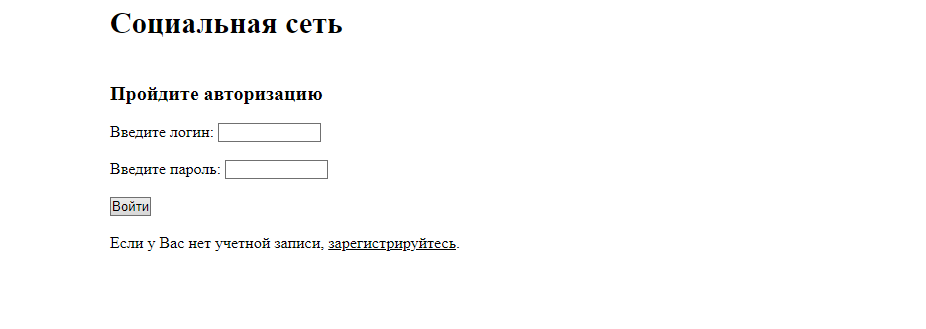 Социальная сеть
Пройдите авторизацию
Введите логин:
Введите пароль:
Войти
Если у Вас нет учетной записи, зарегистрируйтесь.